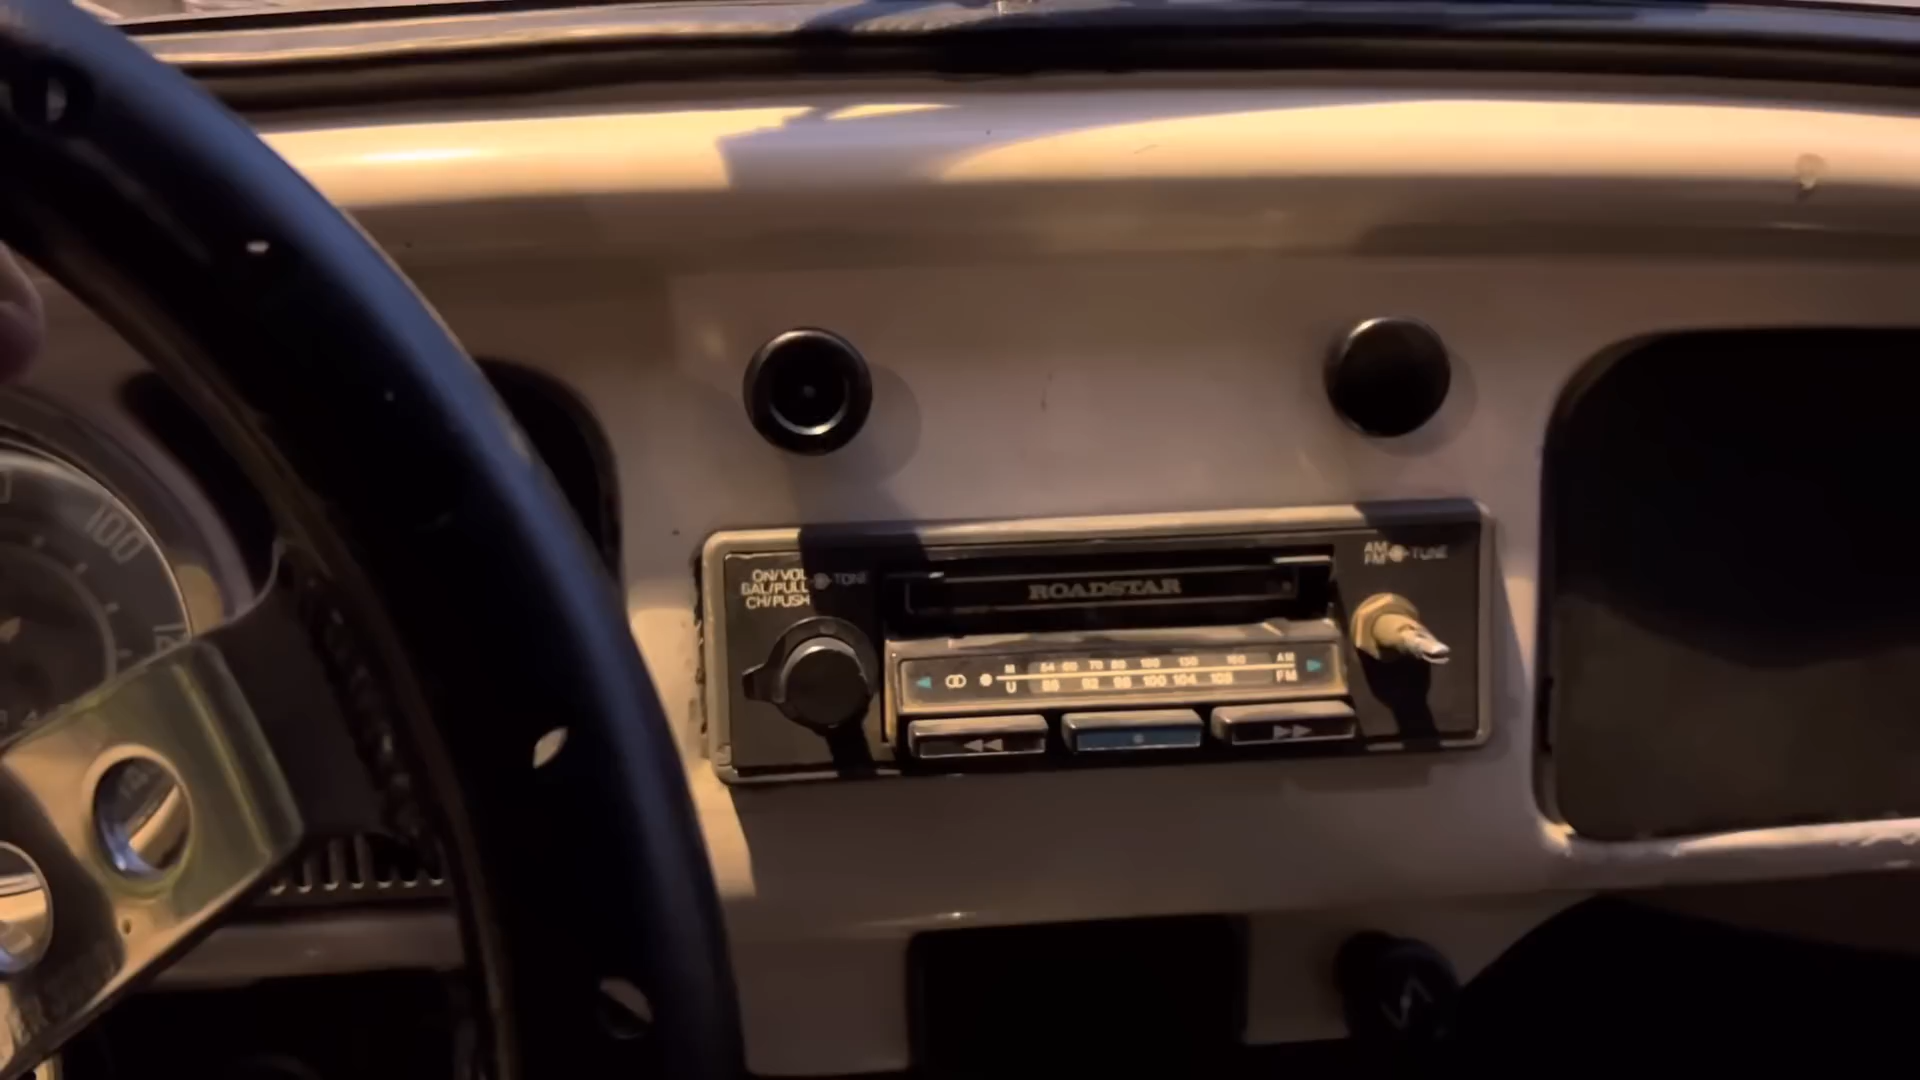 100
ON/VOL
BAL/PULL
CH/PUSH
TONE
ROADSTAR
AM
FM
TUNE
M 54 60 70 80 100 130 160 AM
U 88 92 98 100 104 108 FM